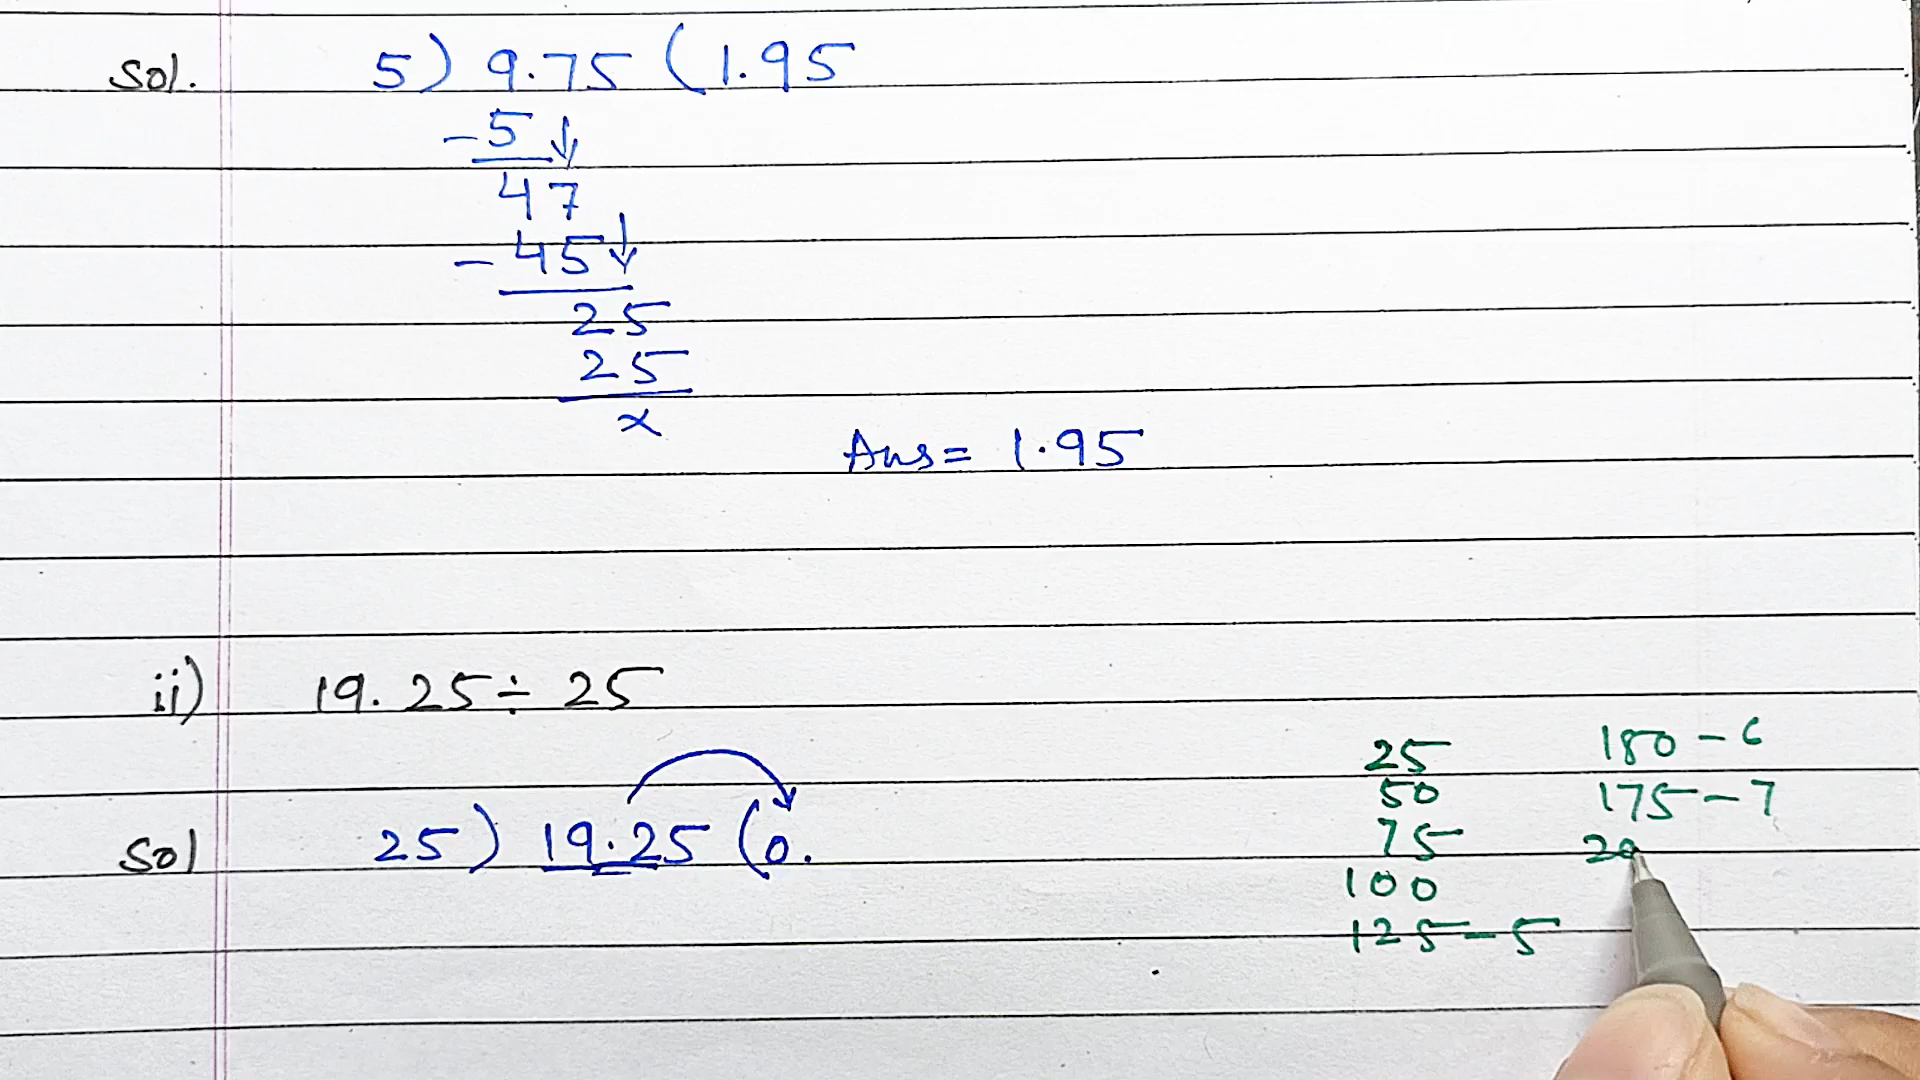 Sol. 5) 9.75 (1.95
-5↓
47
-45↓
25
25
x
Ans= 1.95
ii) 19.25÷ 25
Sol 25) 19.25 (0.
25
50
75
100
125-5
180-6
175-7
20